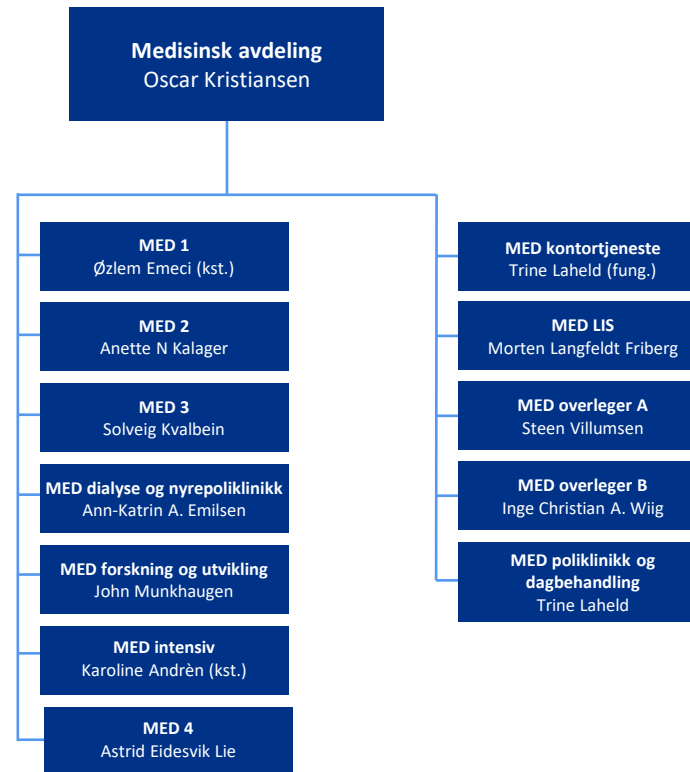 Medisinsk avdeling
Oscar Kristiansen
MED 1
Øzlem Emeci (kst.)
MED 2
Anette N Kalager
MED 3
Solveig Kvalbein
MED dialyse og nyrepoliklinikk
Ann-Katrin A. Emilsen
MED forskning og utvikling
John Munkhaugen
MED intensiv
Karoline Andrèn (kst.)
MED 4
Astrid Eidesvik Lie
MED kontortjeneste
Trine Laheld (fung.)
MED LIS
Morten Langfeldt Friberg
MED overleger A
Steen Villumsen
MED overleger B
Inge Christian A. Wiig
MED poliklinikk og
dagbehandling
Trine Laheld